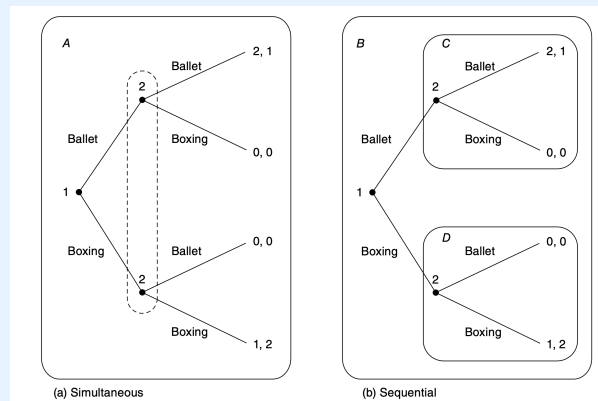 A
2, 1
Ballet
2
Ballet
Boxing
0, 0
1
Boxing
Ballet
0, 0
2
Boxing
1, 2
(a) Simultaneous
B
C
2, 1
Ballet
2
Ballet
Boxing
0, 0
1
D
Boxing
Ballet
0, 0
2
Boxing
1, 2
(b) Sequential